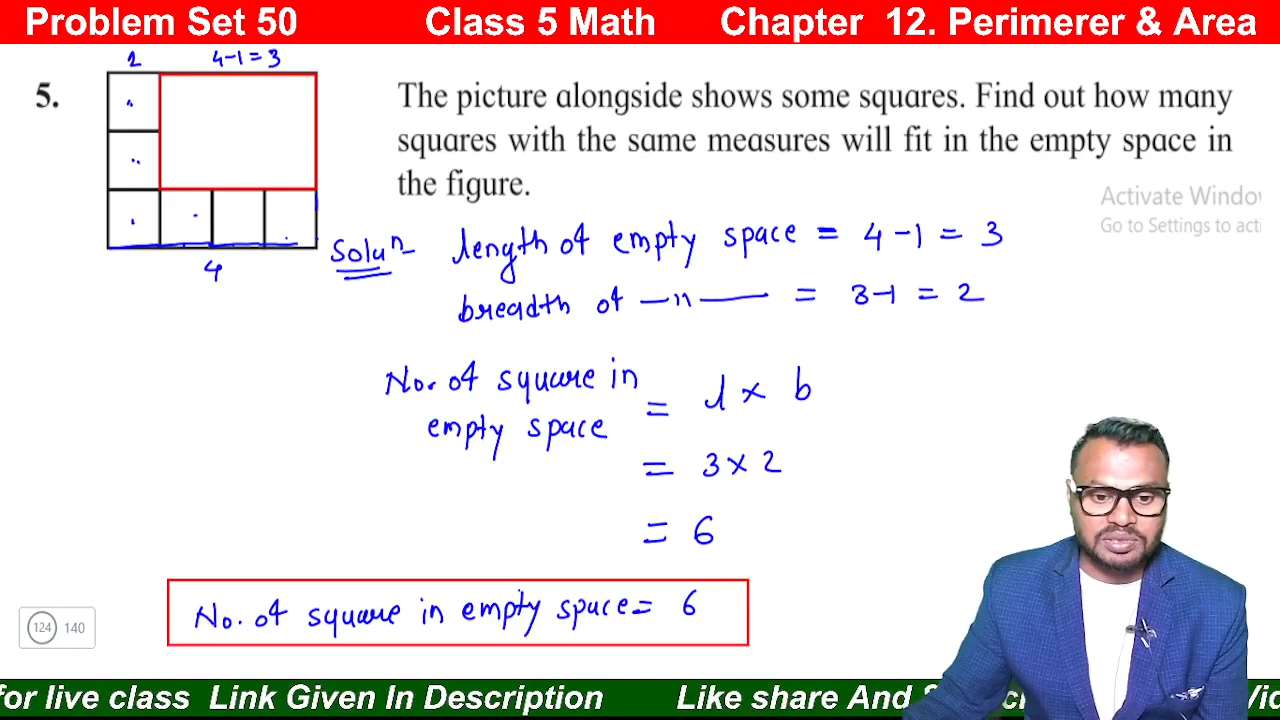 Problem Set 50 Class 5 Math Chapter 12. Perimerer & Area
1 4-1=3
5. The picture alongside shows some squares. Find out how many
squares with the same measures will fit in the empty space in
the figure.
Activate Windo
Go to Settings to acti
4
Soluⁿ- length of empty space = 4-1 = 3
breadth of —〃— = 3-1 = 2
No. of square in
empty space = l × b
= 3×2
= 6
No. of square in empty space = 6
124 140
for live class Link Given In Description Like share And